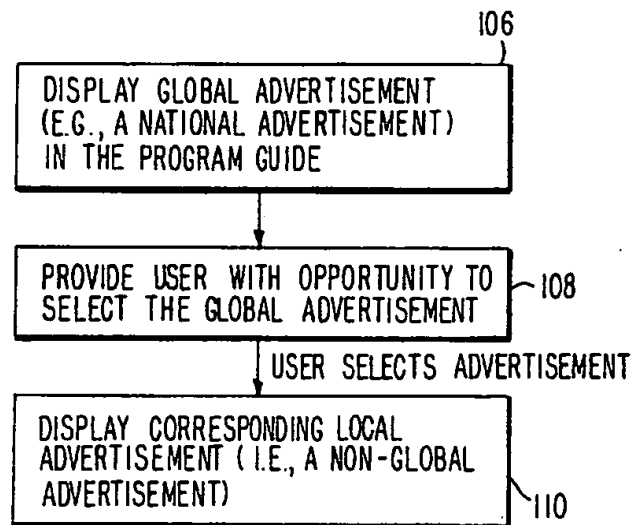 106
DISPLAY GLOBAL ADVERTISEMENT
(E.G., A NATIONAL ADVERTISEMENT)
IN THE PROGRAM GUIDE
PROVIDE USER WITH OPPORTUNITY TO
SELECT THE GLOBAL ADVERTISEMENT
108
USER SELECTS ADVERTISEMENT
DISPLAY CORRESPONDING LOCAL
ADVERTISEMENT (I.E., A NON-GLOBAL
ADVERTISEMENT)
110